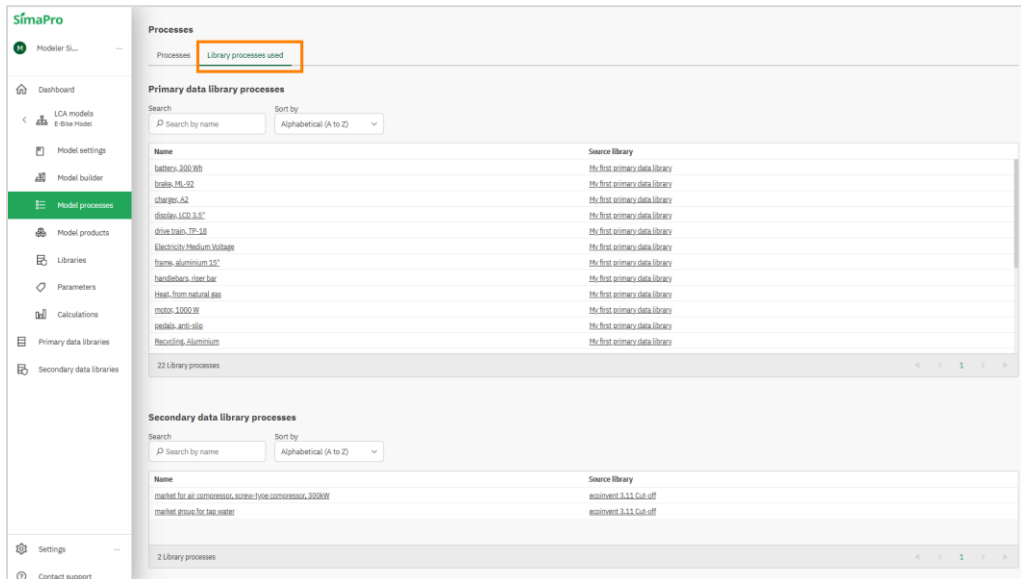 SimaPro
M Modeler Si... ...
Dashboard
LCA models
E-Bike Model
Model settings
Model builder
Model processes
Model products
Libraries
Parameters
Calculations
Primary data libraries
Secondary data libraries
Settings ...
Contact support
Processes
Processes Library processes used
Primary data library processes
Search Sort by
Search by name Alphabetical (A to Z)
Name Source library
battery, 300 Wh My first primary data library
brake, ML-92 My first primary data library
charger, A2 My first primary data library
display, LCD 3.5" My first primary data library
drive train, TP-18 My first primary data library
Electricity Medium Voltage My first primary data library
frame, aluminium 15" My first primary data library
handlebars, riser bar My first primary data library
Heat, from natural gas My first primary data library
motor, 1000 W My first primary data library
pedals, anti-slip My first primary data library
Recycling, Aluminium My first primary data library
22 Library processes « < 1 > »
Secondary data library processes
Search Sort by
Search by name Alphabetical (A to Z)
Name Source library
market for air compressor, screw-type compressor, 300kW ecoinvent 3.11 Cut-off
market group for tap water ecoinvent 3.11 Cut-off
2 Library processes « < 1 > »